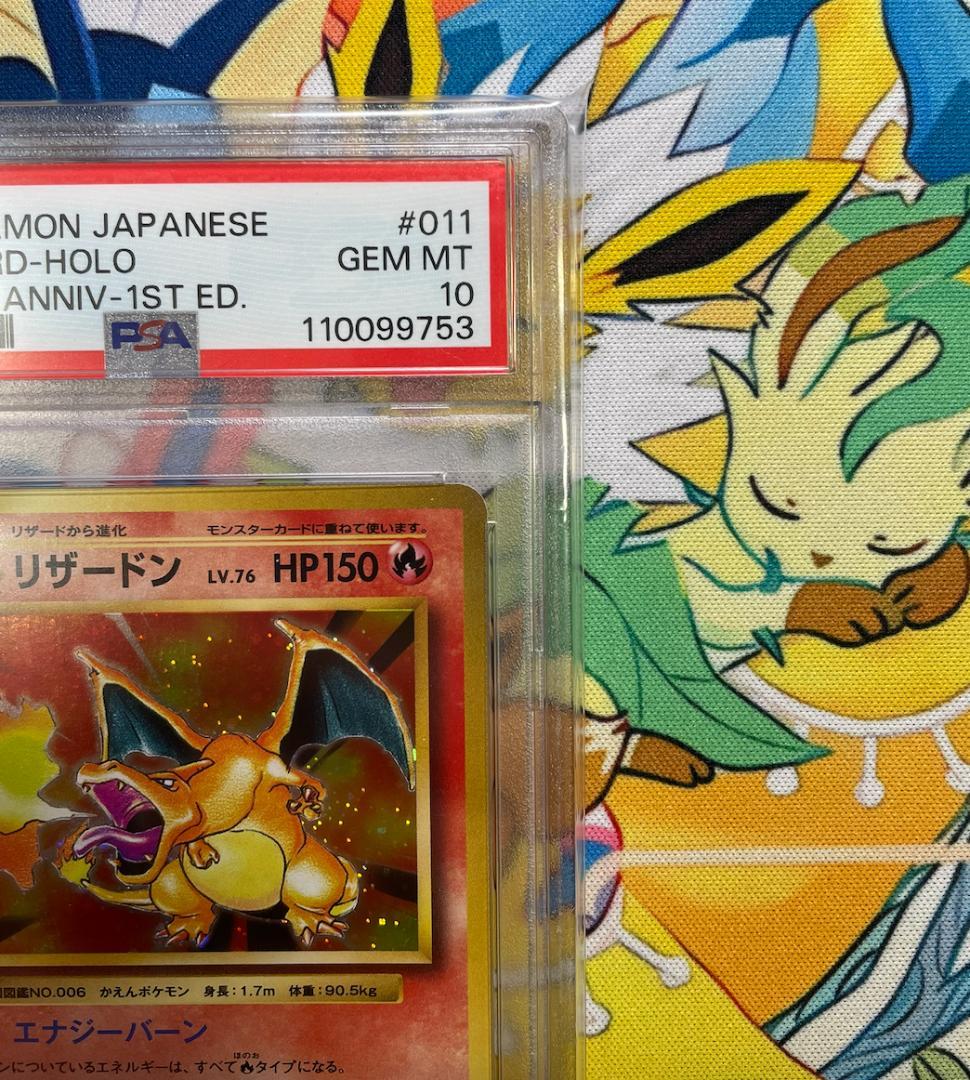 MON JAPANESE #011
RD-HOLO GEM MT
ANNIV-1ST ED. 10
PSA 110099753
リザードから進化 モンスターカードに重ねて使います。
リザードン LV.76 HP150
図鑑NO.006 かえんポケモン 身長:1.7m 体重:90.5kg
エナジーバーン
ほのお
ンについているエネルギーは、すべてタイプになる。